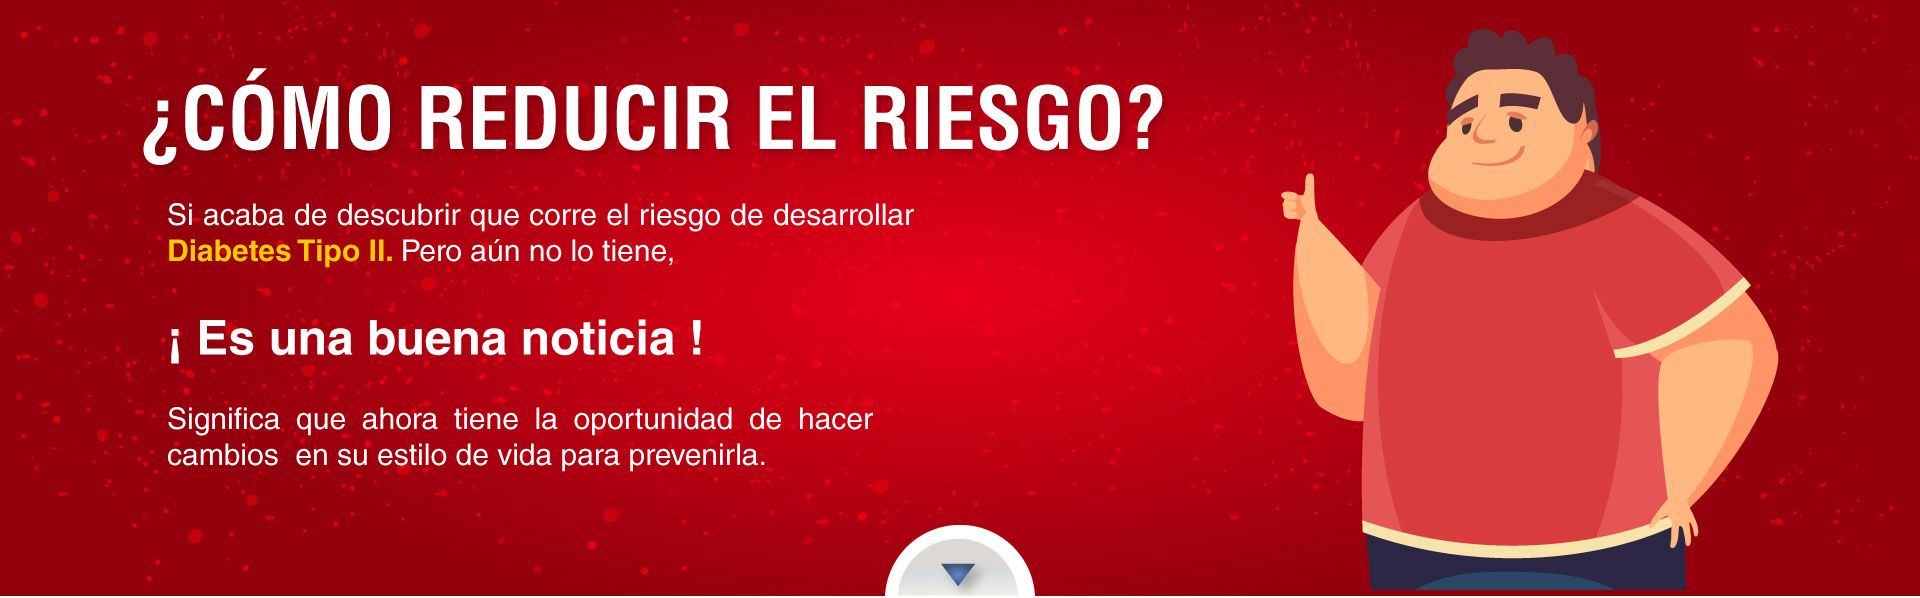 ¿CÓMO REDUCIR EL RIESGO?
Si acaba de descubrir que corre el riesgo de desarrollar
Diabetes Tipo II. Pero aún no lo tiene,
¡ Es una buena noticia !
Significa que ahora tiene la oportunidad de hacer
cambios en su estilo de vida para prevenirla.